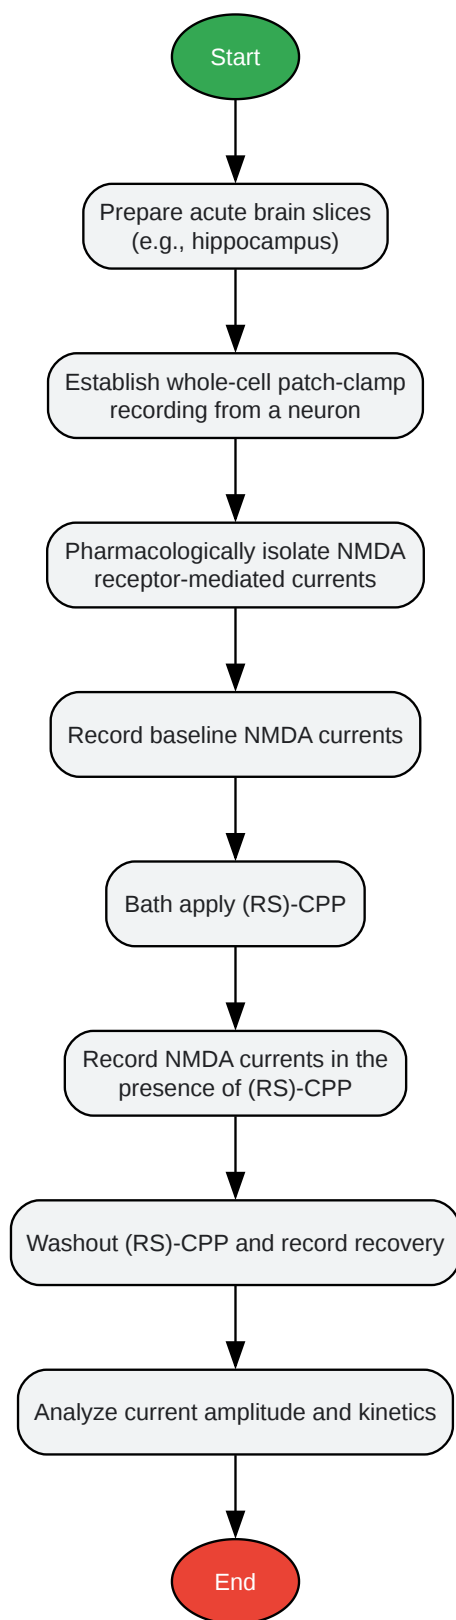 Start
Prepare acute brain slices
(e.g., hippocampus)
Establish whole-cell patch-clamp
recording from a neuron
Pharmacologically isolate NMDA
receptor-mediated currents
Record baseline NMDA currents
Bath apply (RS)-CPP
Record NMDA currents in the
presence of (RS)-CPP
Washout (RS)-CPP and record recovery
Analyze current amplitude and kinetics
End